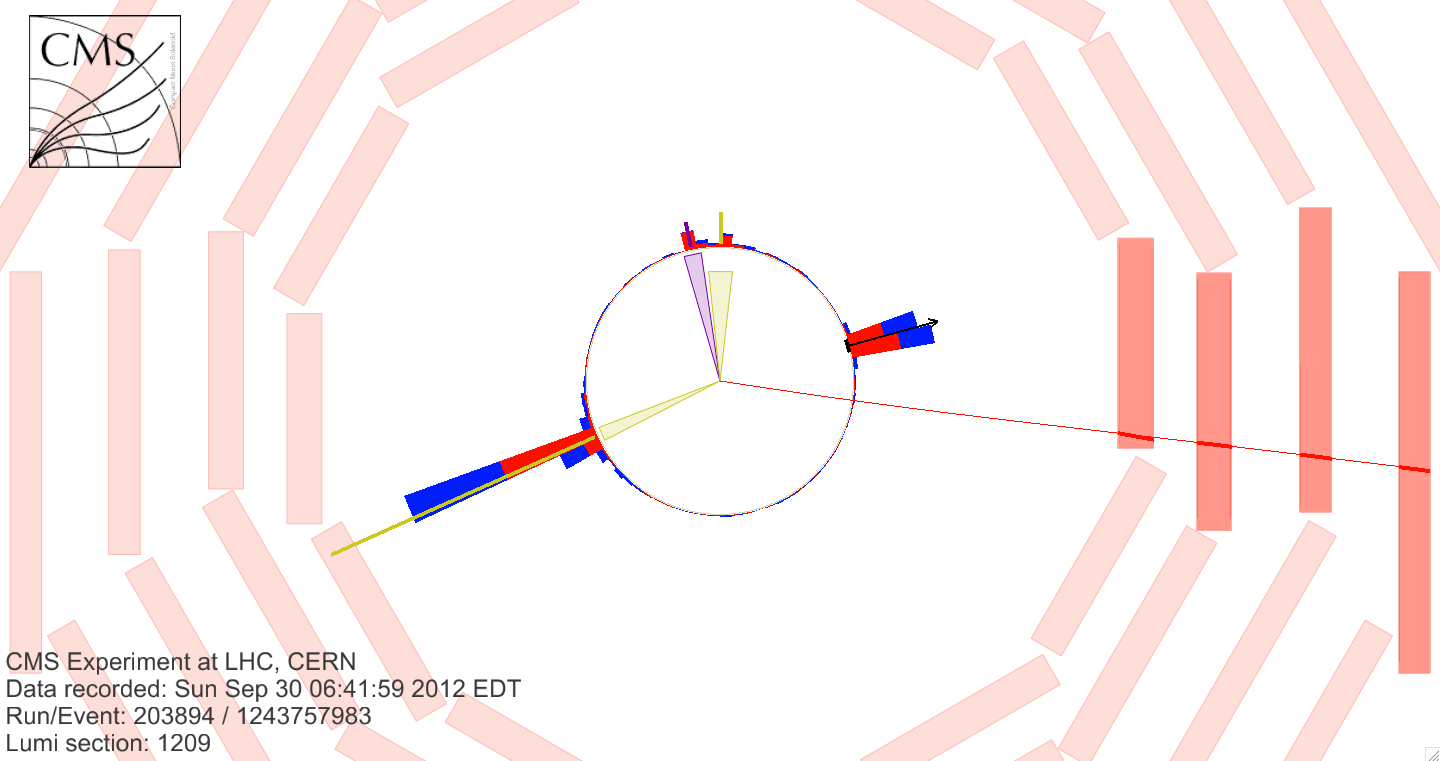 CMS
Compact Muon Solenoid
CMS Experiment at LHC, CERN
Data recorded: Sun Sep 30 06:41:59 2012 EDT
Run/Event: 203894 / 1243757983
Lumi section: 1209